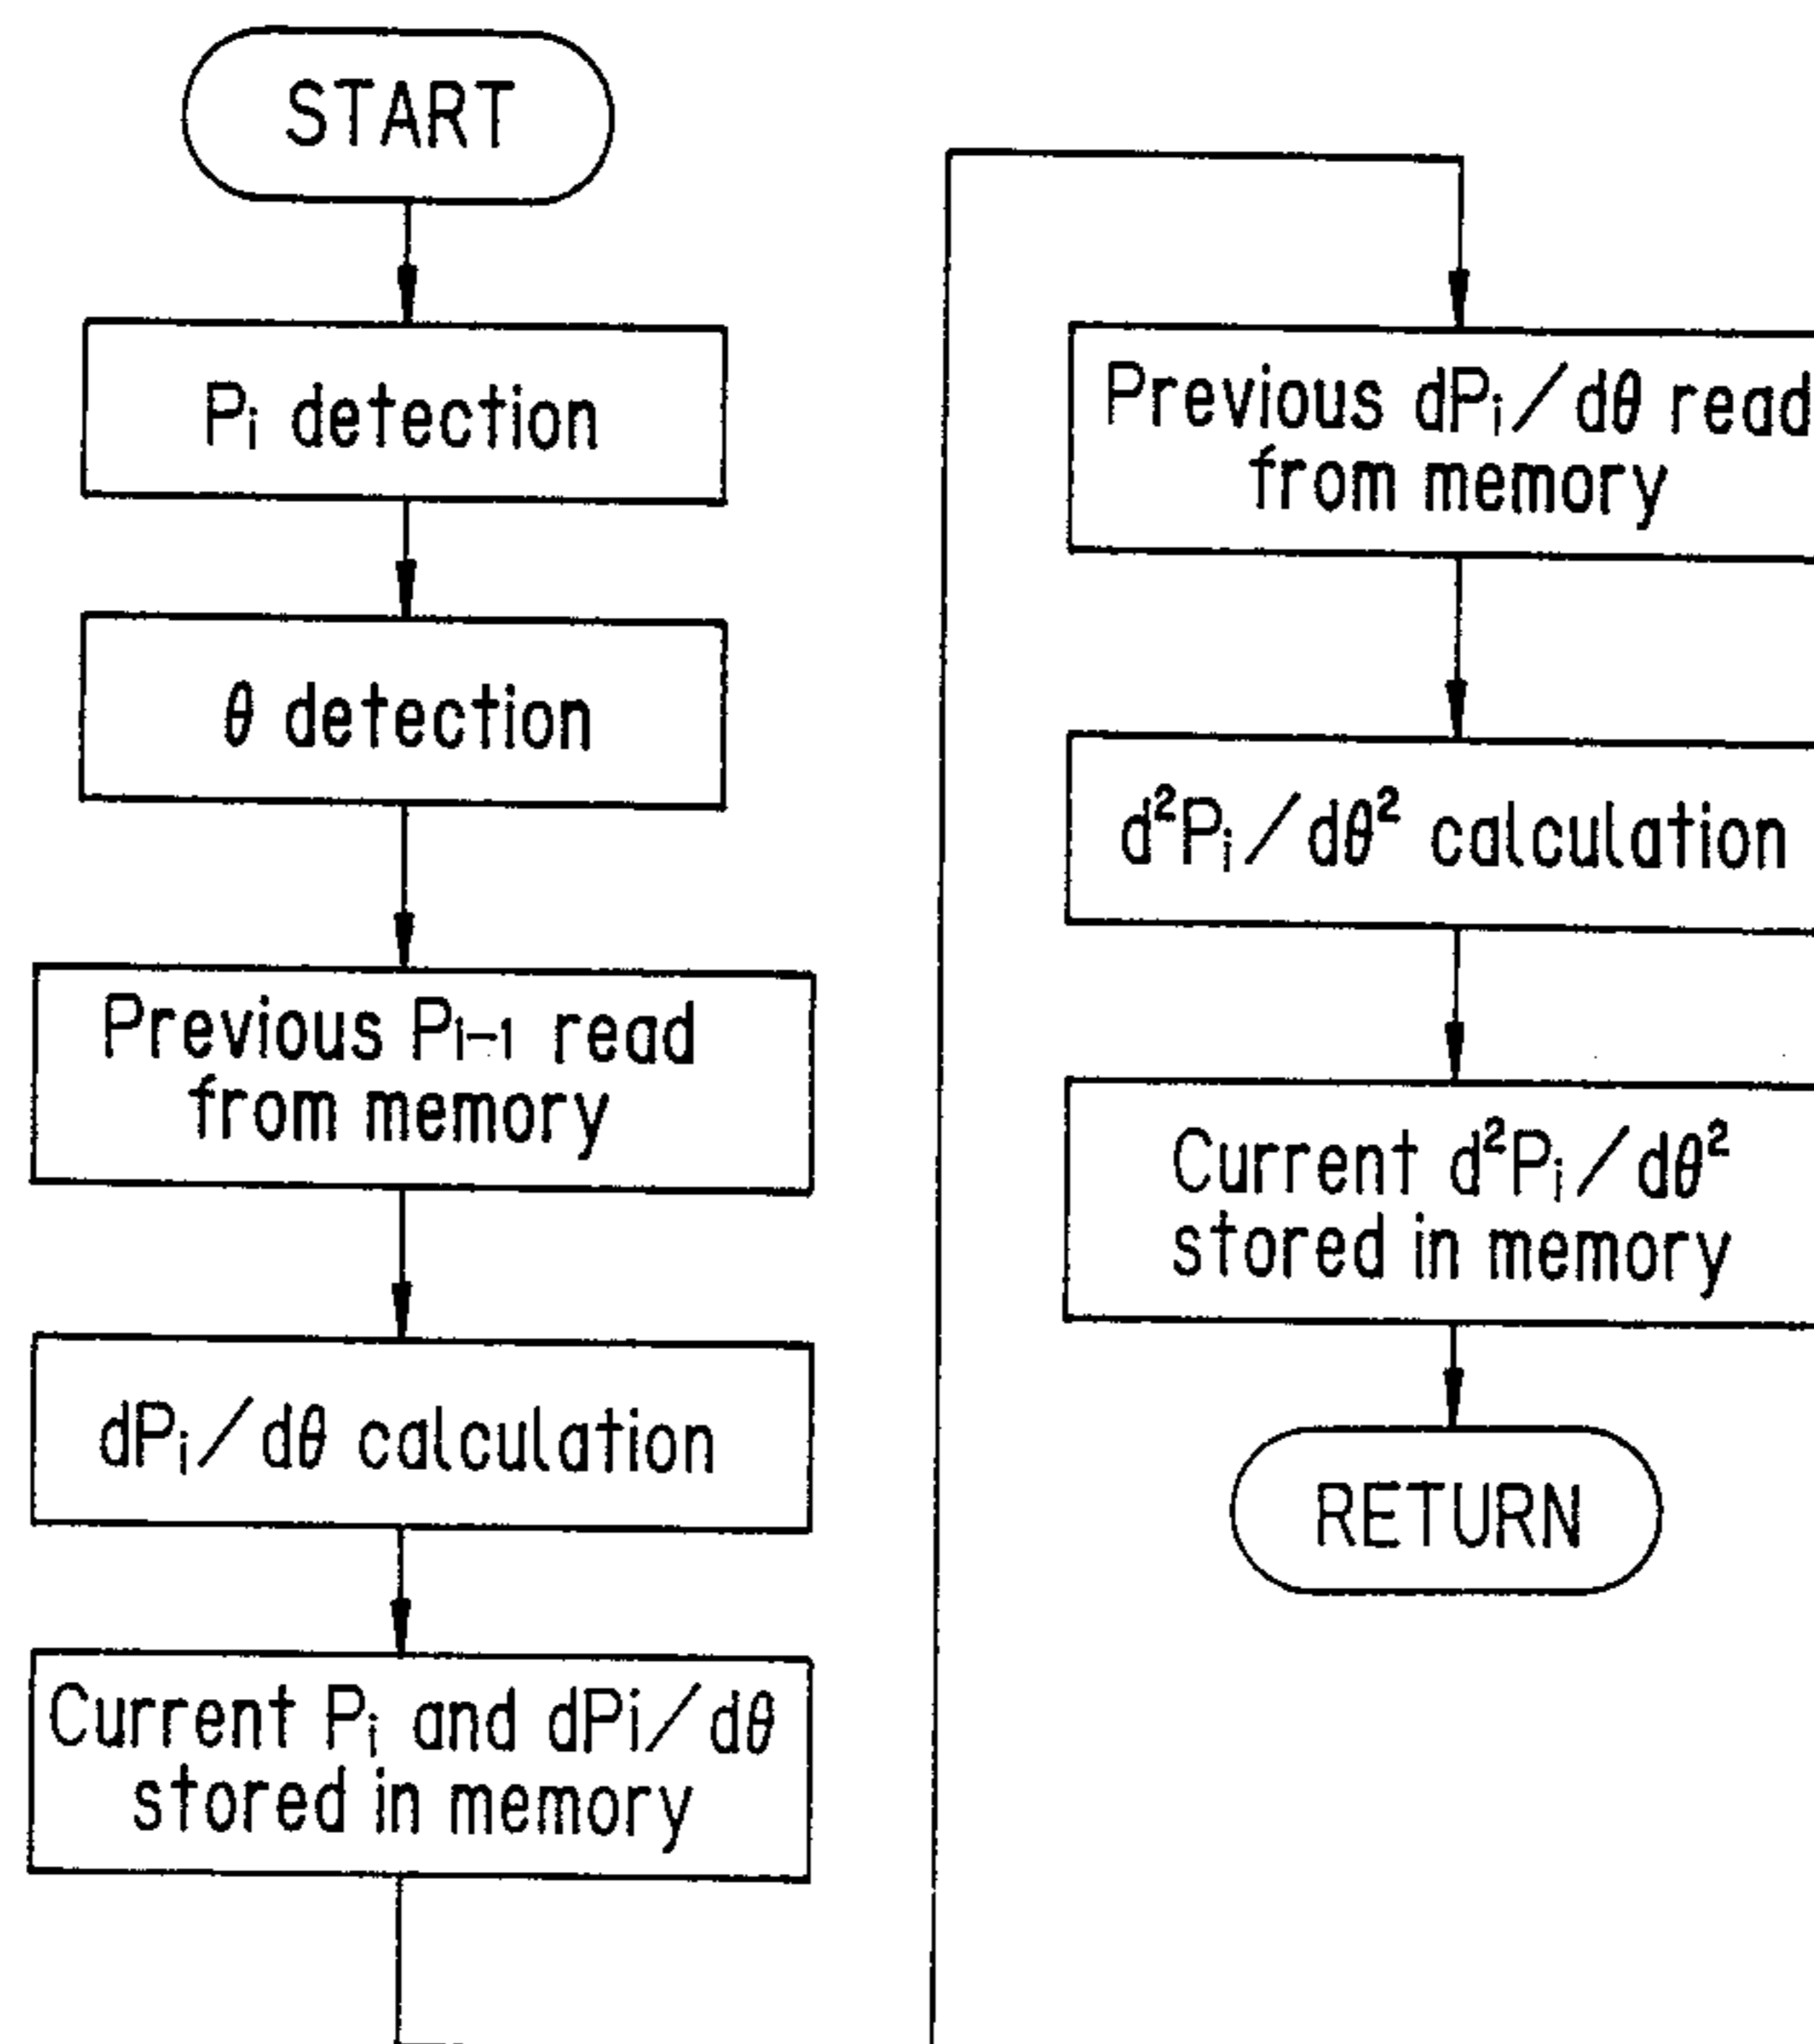 START
Pi detection
θ detection
Previous Pi-1 read
from memory
dPi/dθ calculation
Current Pi and dPi/dθ
stored in memory
Previous dPi/dθ read
from memory
d²Pi/dθ² calculation
Current d²Pi/dθ²
stored in memory
RETURN